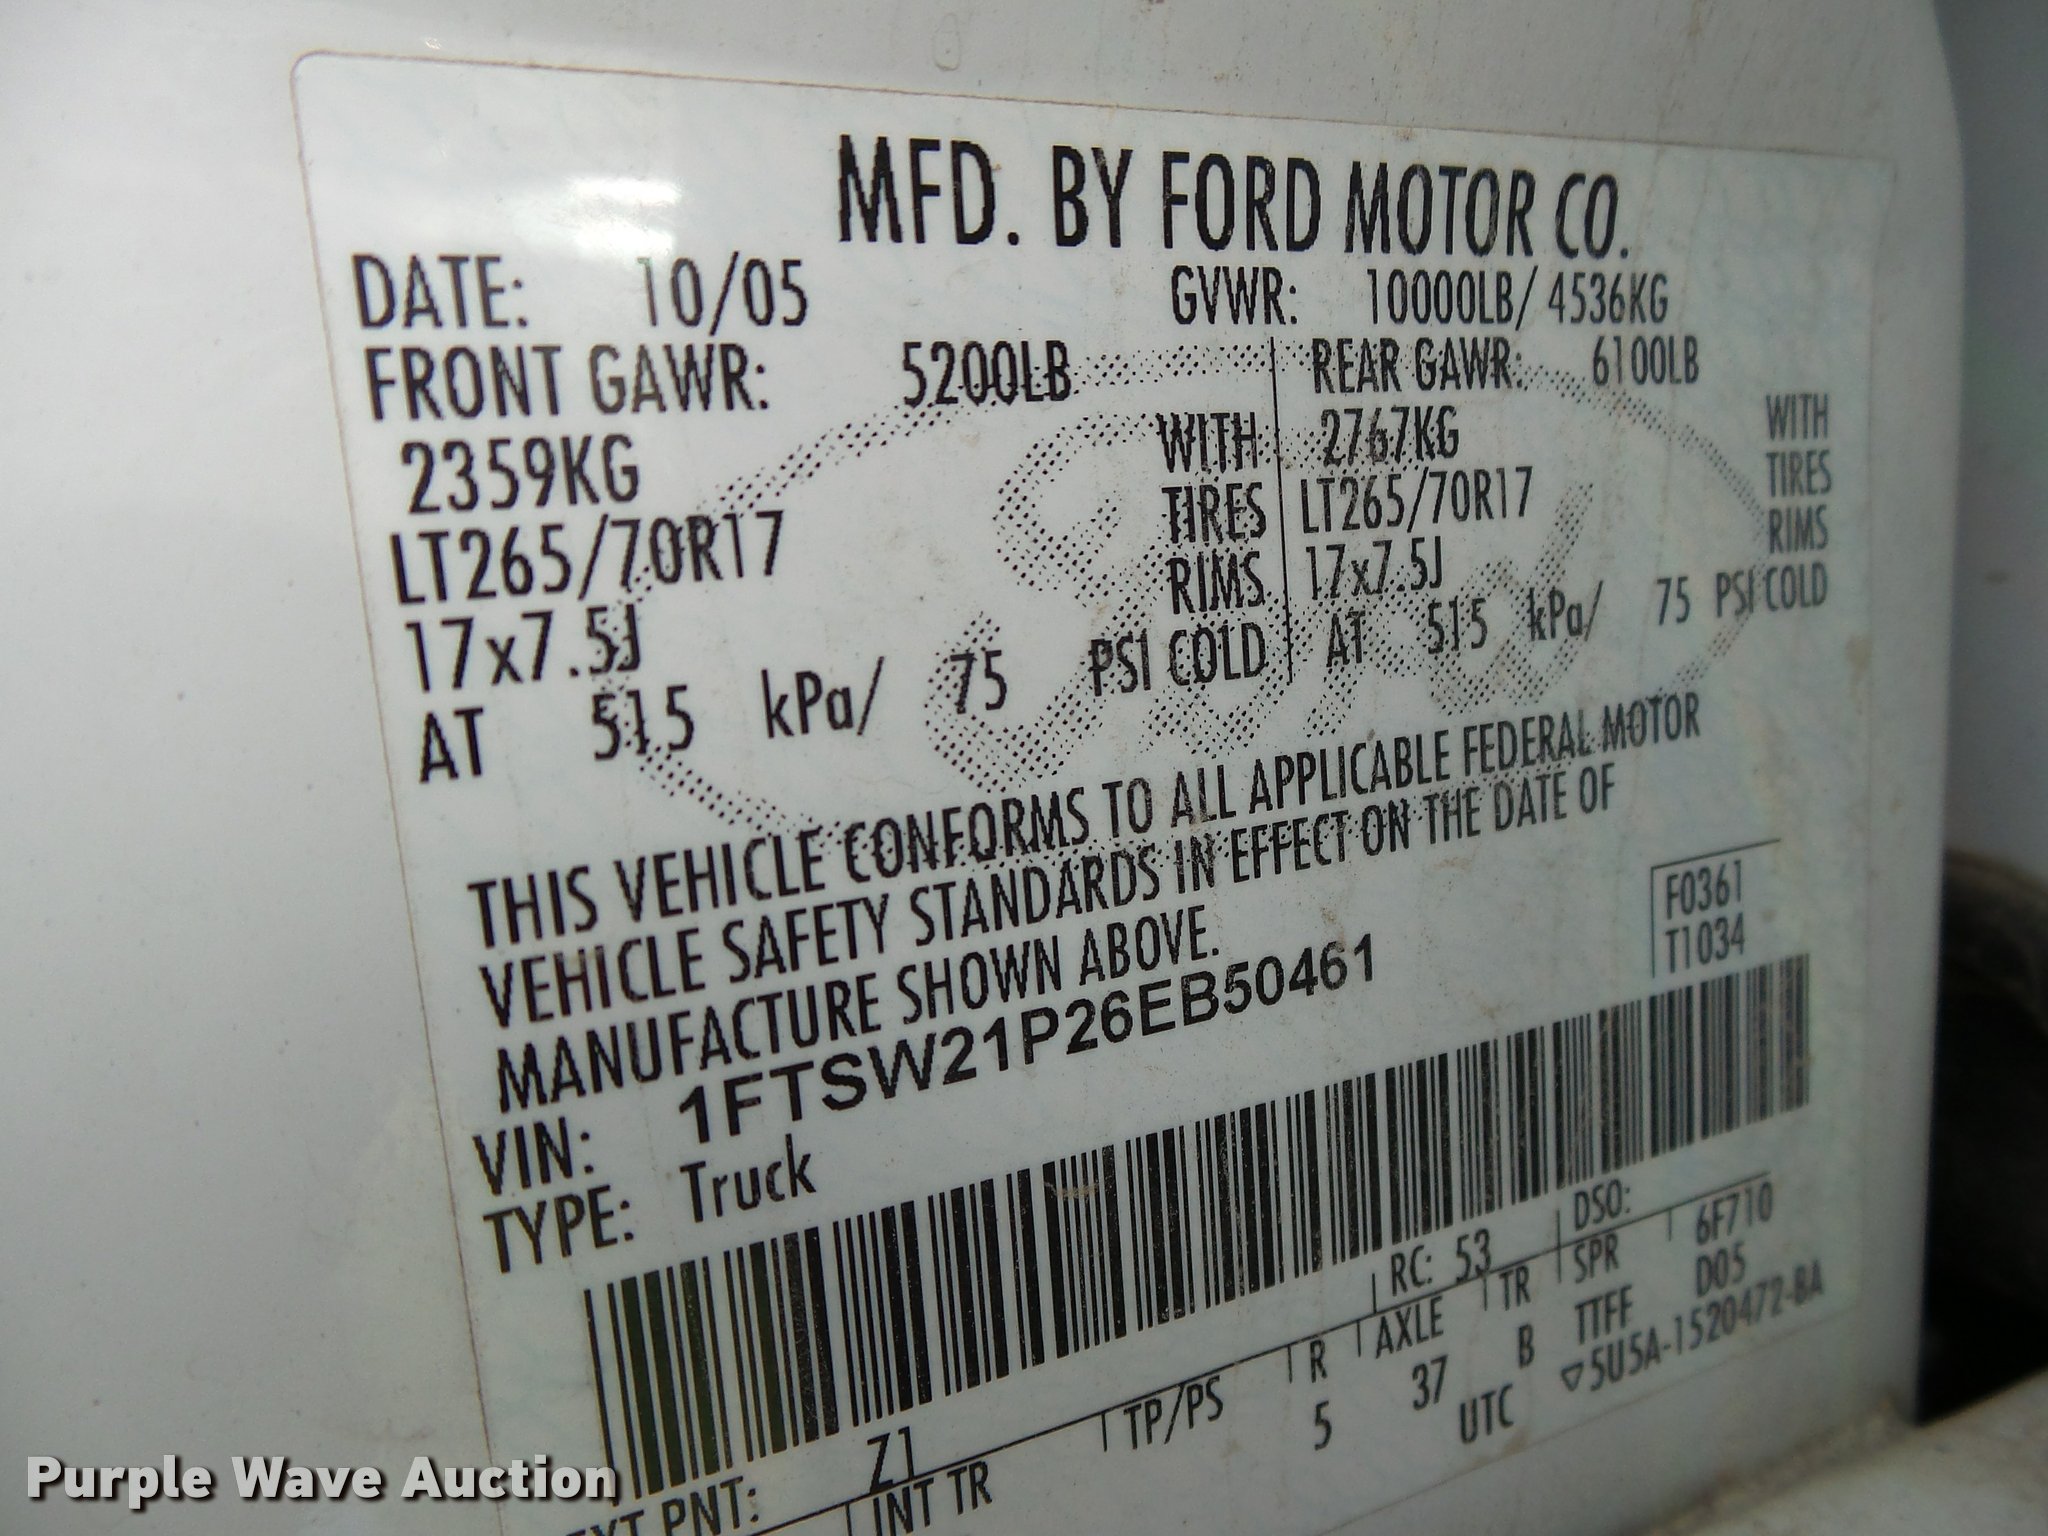 MFD. BY FORD MOTOR CO.
DATE: 10/05 GVWR: 10000LB/ 4536KG
FRONT GAWR: 5200LB REAR GAWR: 6100LB
2359KG WITH 2767KG WITH
LT265/70R17 TIRES LT265/70R17 TIRES
17x7.5J RIMS 17x7.5J RIMS
AT 515 kPa/ 75 PSI COLD AT 515 kPa/ 75 PSI COLD
THIS VEHICLE CONFORMS TO ALL APPLICABLE FEDERAL MOTOR
VEHICLE SAFETY STANDARDS IN EFFECT ON THE DATE OF
MANUFACTURE SHOWN ABOVE.
F0361
T1034
VIN: 1FTSW21P26EB50461
TYPE: Truck
EXT PNT: Z1 RC: 53 DSO:
INT TR TP/PS R AXLE TR SPR 6F710
5 37 B TTFF D05
UTC ▽5U5A-1520472-BA
Ford
Purple Wave Auction